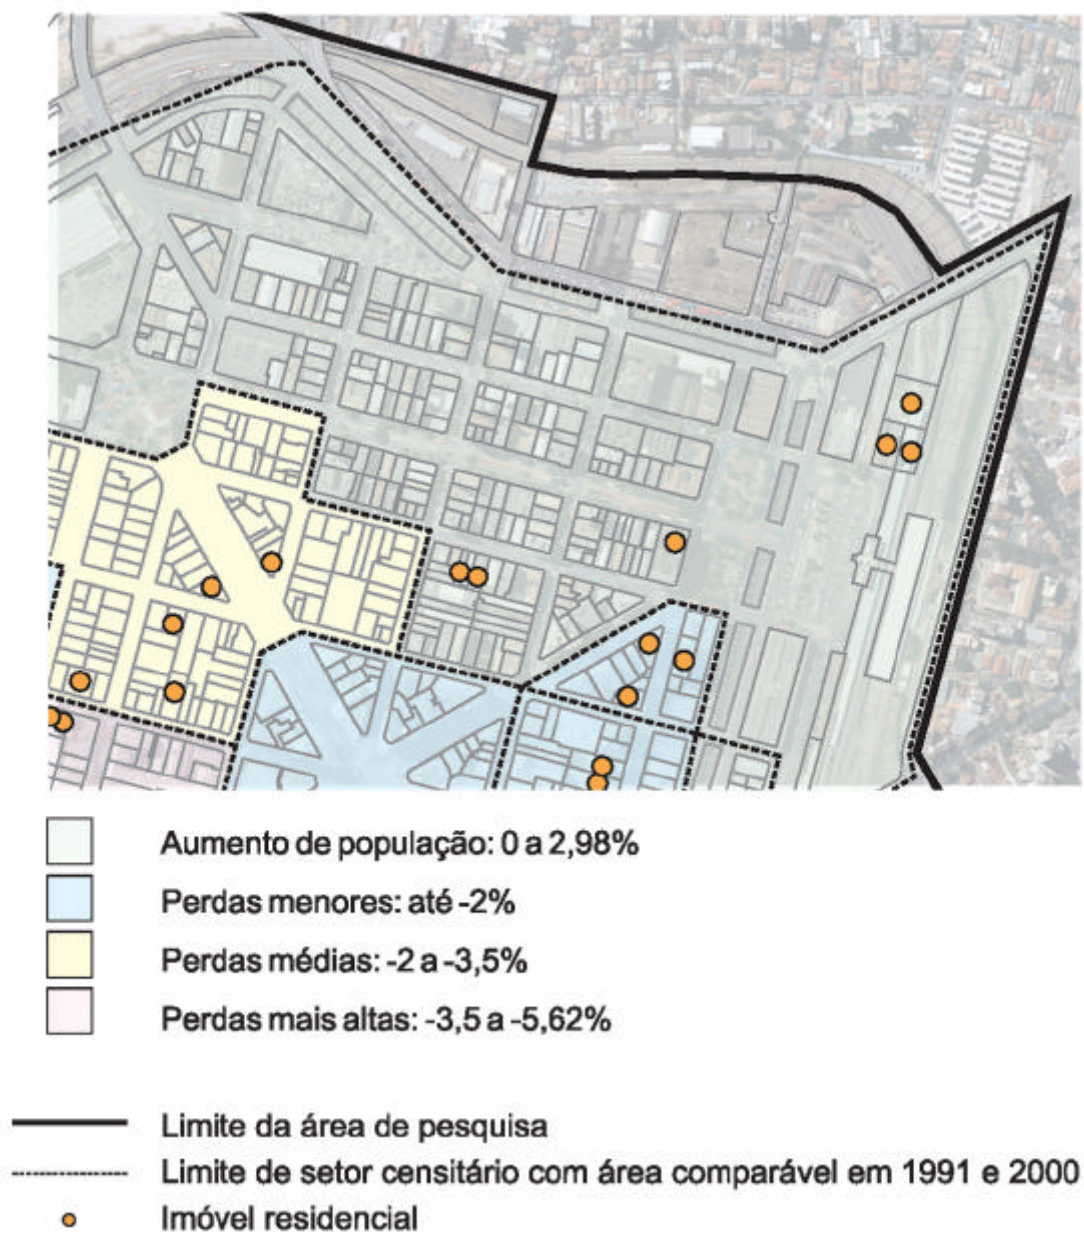 Aumento de população: 0 a 2,98%
Perdas menores: até -2%
Perdas médias: -2 a -3,5%
Perdas mais altas: -3,5 a -5,62%
Limite da área de pesquisa
Limite de setor censitário com área comparável em 1991 e 2000
Imóvel residencial